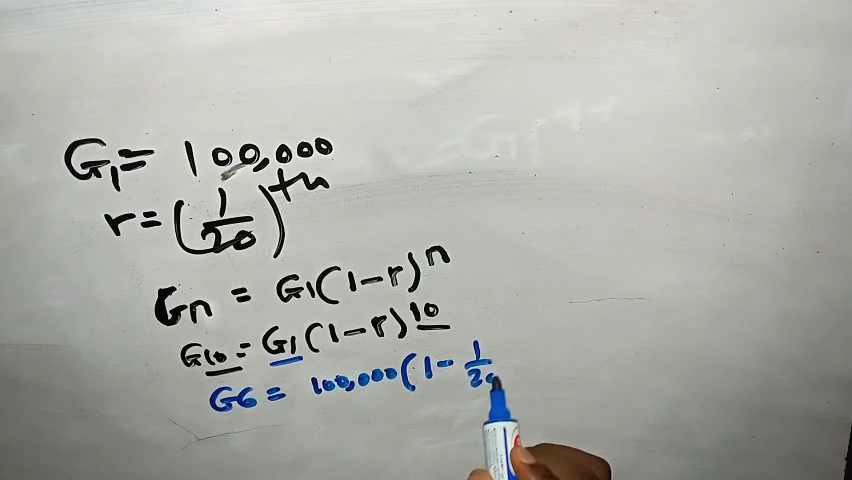 G₁ = 100,000
r = (1/20)^th
Gn = G₁(1-r)^n
G₁₀ = G₁(1-r)^10
G6 = 100,000(1 - 1/20